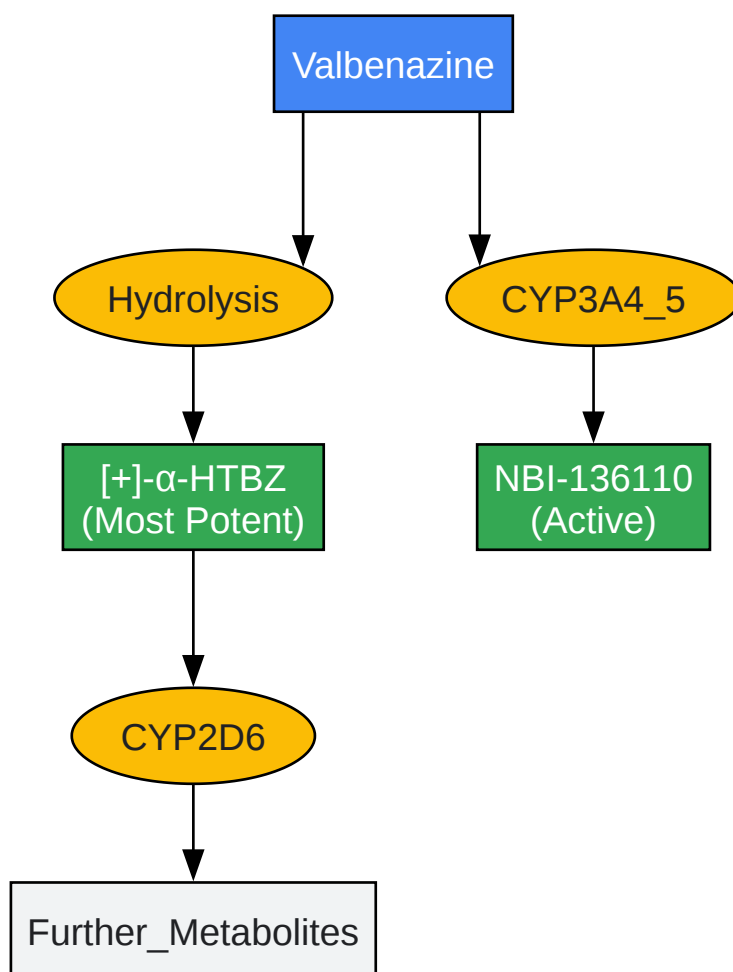 Valbenazine
Hydrolysis
CYP3A4_5
[+]-α-HTBZ
(Most Potent)
NBI-136110
(Active)
CYP2D6
Further_Metabolites